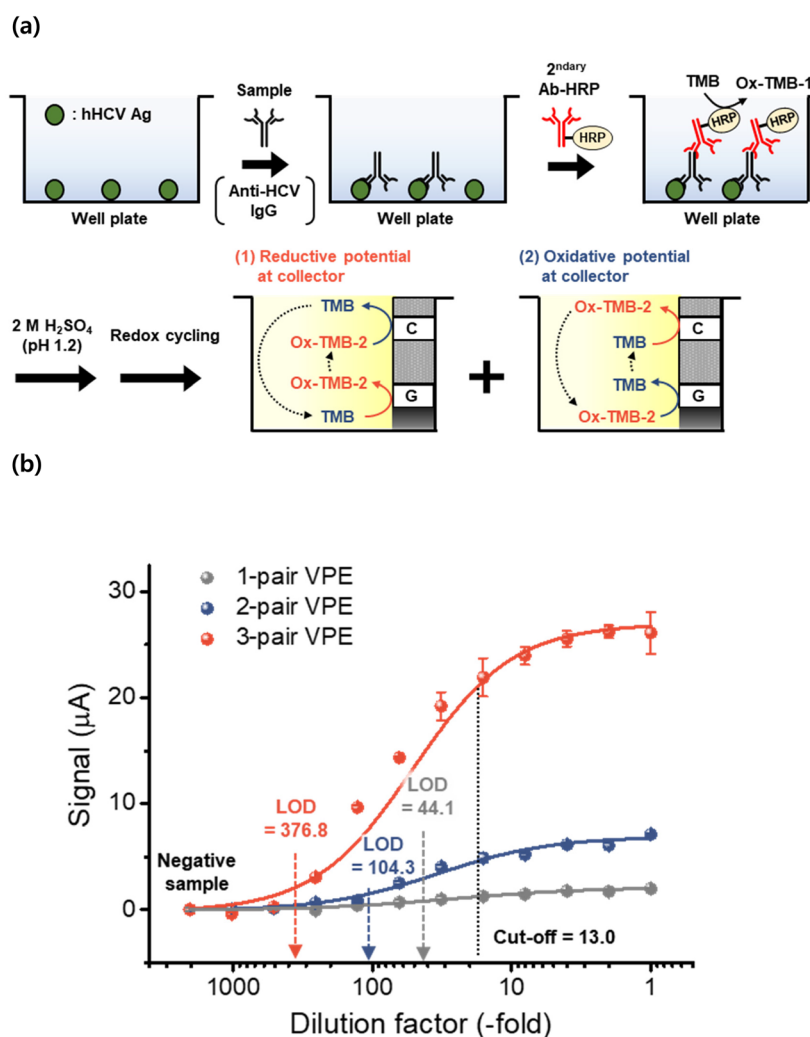 (a)
: hHCV Ag
Well plate
Sample
Anti-HCV
IgG
Well plate
2ndary
Ab-HRP
HRP
TMB
Ox-TMB-1
HRP
HRP
Well plate
2 M H2SO4
(pH 1.2)
Redox cycling
(1) Reductive potential
at collector
TMB
Ox-TMB-2
C
Ox-TMB-2
TMB
G
+
(2) Oxidative potential
at collector
Ox-TMB-2
TMB
C
TMB
Ox-TMB-2
G
(b)
Signal (μA)
30
20
10
0
1-pair VPE
2-pair VPE
3-pair VPE
LOD
= 376.8
LOD
= 104.3
LOD
= 44.1
Negative
sample
Cut-off = 13.0
1000
100
10
1
Dilution factor (-fold)